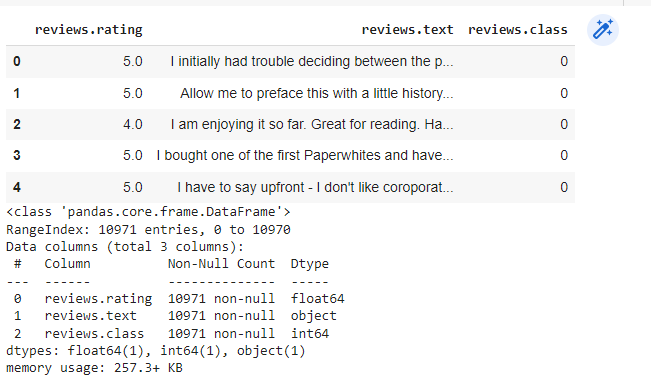 reviews.rating reviews.text reviews.class
0 5.0 I initially had trouble deciding between the p... 0
1 5.0 Allow me to preface this with a little history... 0
2 4.0 I am enjoying it so far. Great for reading. Ha... 0
3 5.0 I bought one of the first Paperwhites and have... 0
4 5.0 I have to say upfront - I don't like coroporat... 0
<class 'pandas.core.frame.DataFrame'>
RangeIndex: 10971 entries, 0 to 10970
Data columns (total 3 columns):
# Column Non-Null Count Dtype
--- ------ -------------- -----
0 reviews.rating 10971 non-null float64
1 reviews.text 10971 non-null object
2 reviews.class 10971 non-null int64
dtypes: float64(1), int64(1), object(1)
memory usage: 257.3+ KB